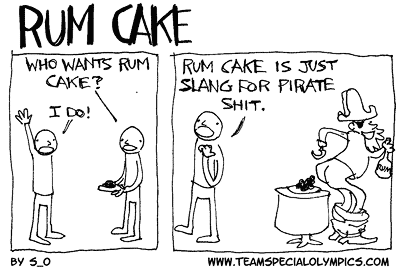 RUM CAKE
WHO WANTS RUM
CAKE?
I DO!
RUM CAKE IS JUST
SLANG FOR PIRATE
SHIT.
RUM
BY S_O
WWW.TEAMSPECIALOLYMPICS.COM